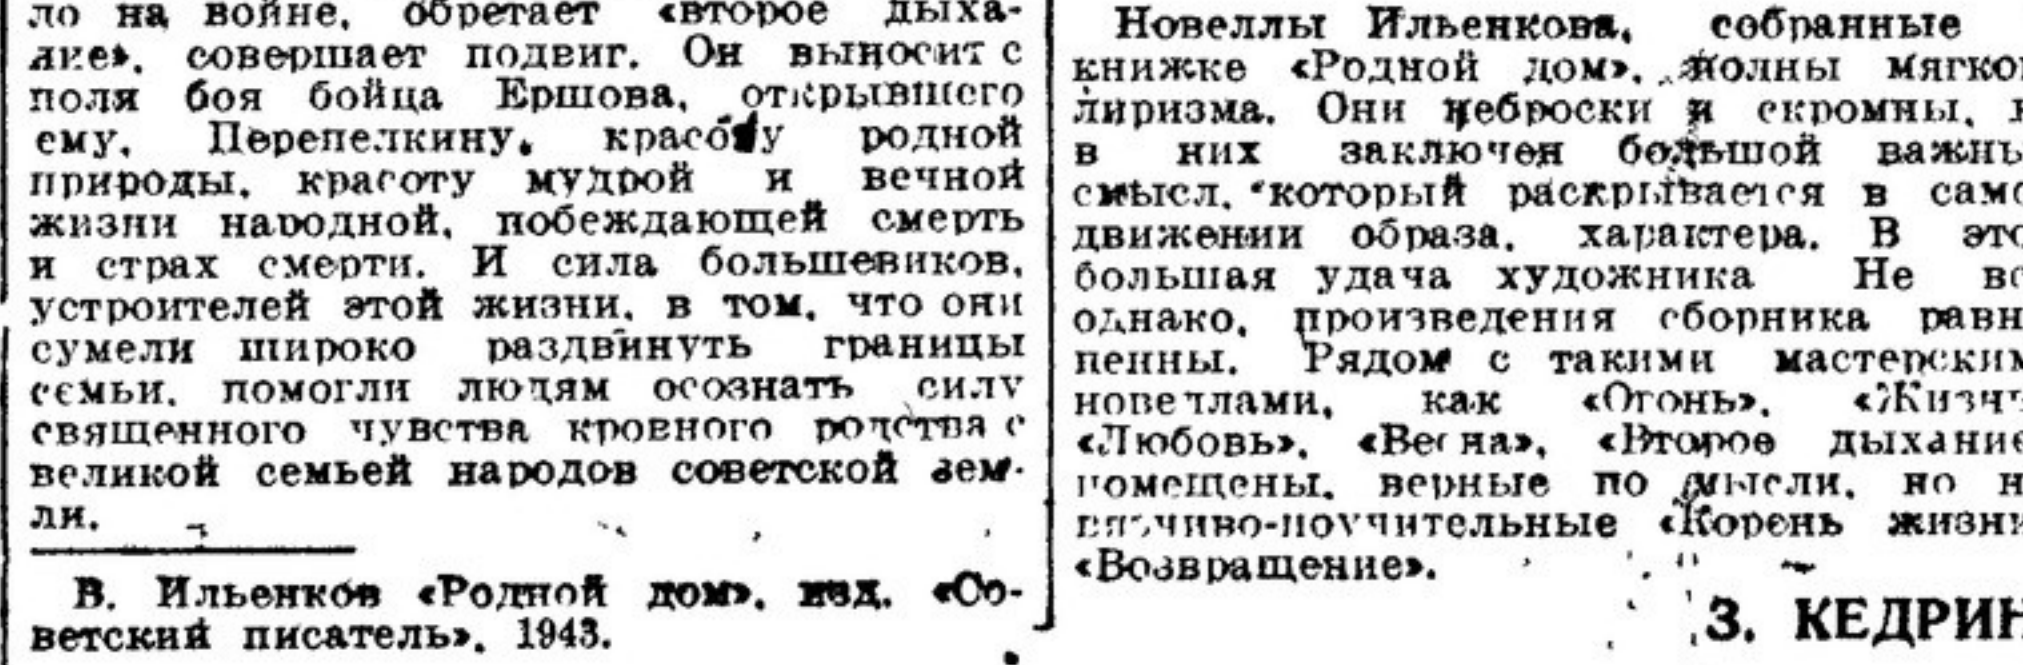 ло на войне, обретает «второе дыха-
ние», совершает подвиг. Он выносит с
поля боя бойца Ершова, открывшего
ему, Перепелкину, красоту родной
природы, красоту мудрой и вечной
жизни народной, побеждающей смерть
и страх смерти. И сила большевиков,
устроителей этой жизни, в том, что они
сумели широко раздвинуть границы
семьи, помогли людям осознать силу
священного чувства кровного родства с
великой семьей народов советской зем-
ли.
В. Ильенков «Родной дом», изд. «Со-
ветский писатель», 1943.
Новеллы Ильенкова, собранные
книжке «Родной дом», полны мягко
лиризма. Они неброски и скромны,
в них заключен большой важны
смысл, который раскрывается в само
движении образа, характера. В это
большая удача художника Не вс
однако, произведения сборника равн
ценны. Рядом с такими мастерским
новеллами, как «Огонь», «Жизнь
«Любовь», «Весна», «Второе дыхание
помещены, верные по мысли, но н
вязчиво-поучительные «Корень жизни
«Возвращение».
З. КЕДРИН